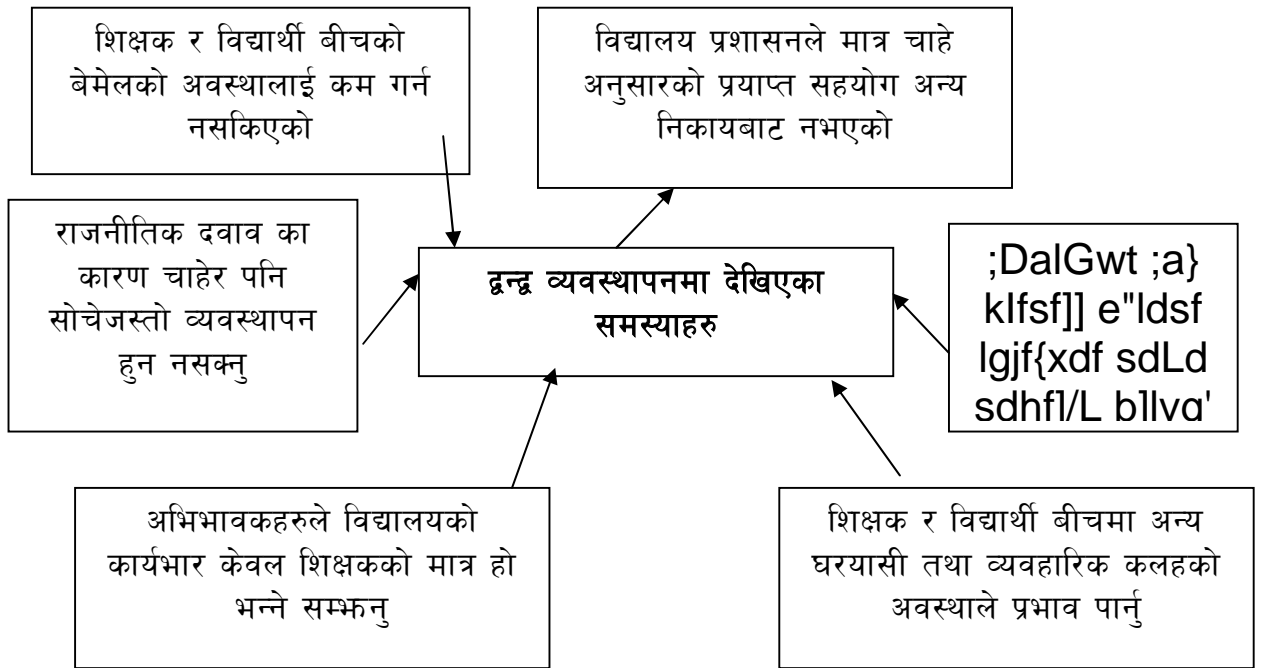 शिक्षक र विद्यार्थी बीचको
बेमेलको अवस्थालाई कम गर्न
नसकिएको
विद्यालय प्रशासनले मात्र चाहे
अनुसारको प्रयाप्त सहयोग अन्य
निकायबाट नभएको
राजनीतिक दवाव का
कारण चाहेर पनि
सोचेजस्तो व्यवस्थापन
हुन नसक्नु
द्वन्द्व व्यवस्थापनमा देखिएका
समस्याहरु
;DalGwt ;a}
kIfsf]] e"ldsf
lgjf{xdf sdLd
sdhf]/L b]lvg'
अभिभावकहरुले विद्यालयको
कार्यभार केवल शिक्षकको मात्र हो
भन्ने सम्झनु
शिक्षक र विद्यार्थी बीचमा अन्य
घरयासी तथा व्यवहारिक कलहको
अवस्थाले प्रभाव पार्नु